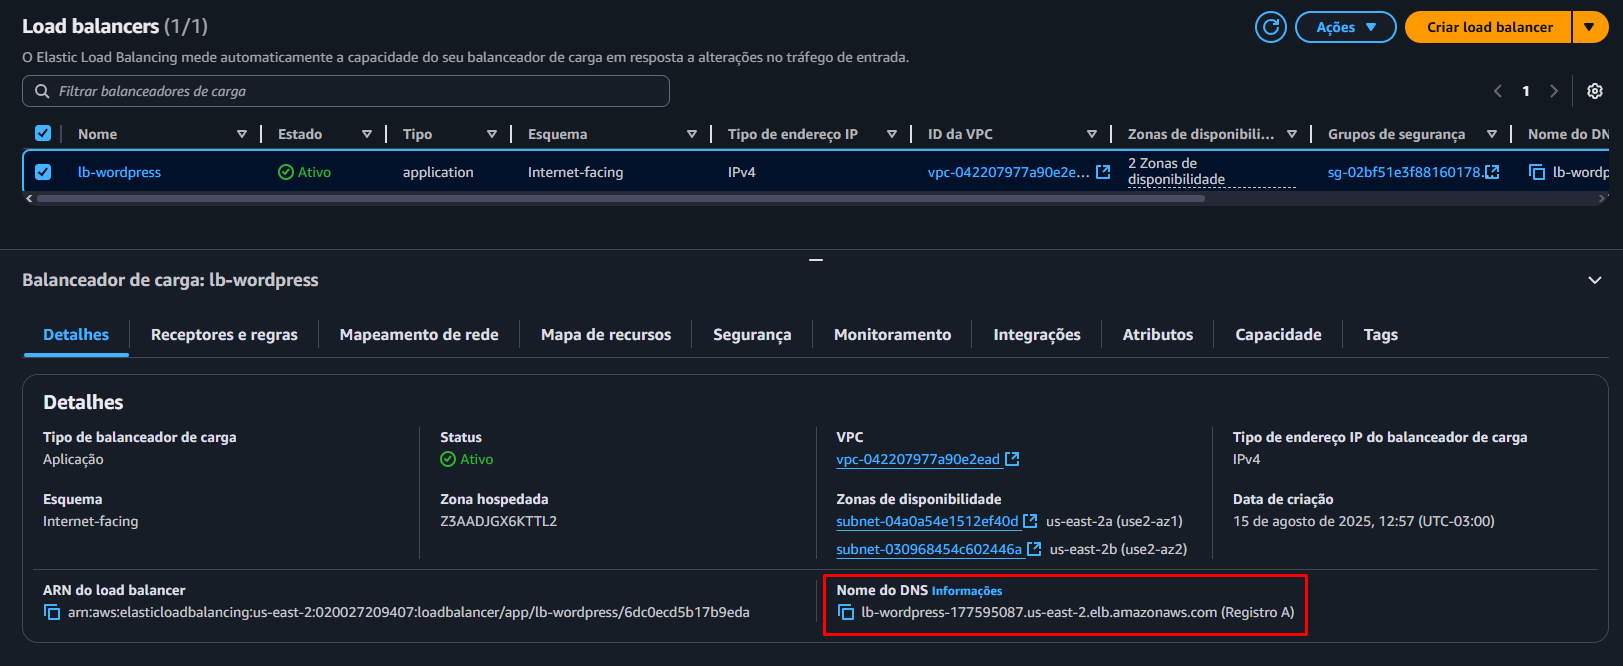 Load balancers (1/1)
Ações
Criar load balancer
O Elastic Load Balancing mede automaticamente a capacidade do seu balanceador de carga em resposta a alterações no tráfego de entrada.
Filtrar balanceadores de carga
1
Nome Estado Tipo Esquema Tipo de endereço IP ID da VPC Zonas de disponibili... Grupos de segurança Nome do DN
lb-wordpress Ativo application Internet-facing IPv4 vpc-042207977a90e2e... 2 Zonas de disponibilidade sg-02bf51e3f88160178... lb-wordp
Balanceador de carga: lb-wordpress
Detalhes Receptores e regras Mapeamento de rede Mapa de recursos Segurança Monitoramento Integrações Atributos Capacidade Tags
Detalhes
Tipo de balanceador de carga
Aplicação
Status
Ativo
VPC
vpc-042207977a90e2ead
Tipo de endereço IP do balanceador de carga
IPv4
Esquema
Internet-facing
Zona hospedada
Z3AADJGX6KTTL2
Zonas de disponibilidade
subnet-04a0a54e1512ef40d us-east-2a (use2-az1)
subnet-030968454c602446a us-east-2b (use2-az2)
Data de criação
15 de agosto de 2025, 12:57 (UTC-03:00)
ARN do load balancer
arn:aws:elasticloadbalancing:us-east-2:020027209407:loadbalancer/app/lb-wordpress/6dc0ecd5b17b9eda
Nome do DNS Informações
lb-wordpress-177595087.us-east-2.elb.amazonaws.com (Registro A)